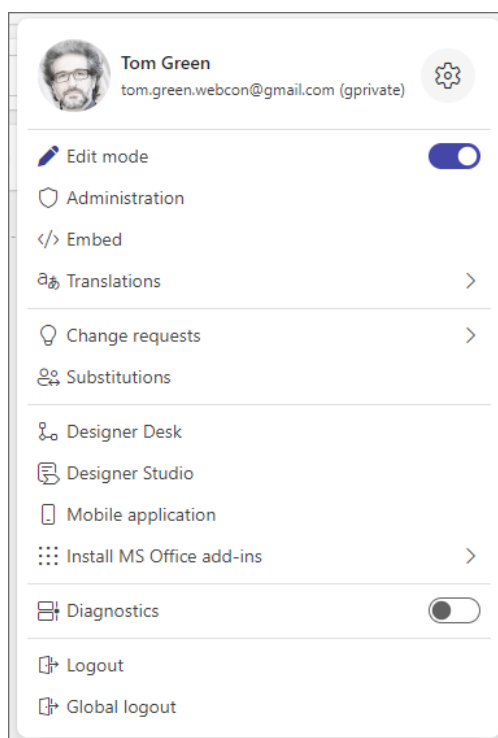 Tom Green
tom.green.webcon@gmail.com (gprivate)
Edit mode
Administration
Embed
Translations
Change requests
Substitutions
Designer Desk
Designer Studio
Mobile application
Install MS Office add-ins
Diagnostics
Logout
Global logout